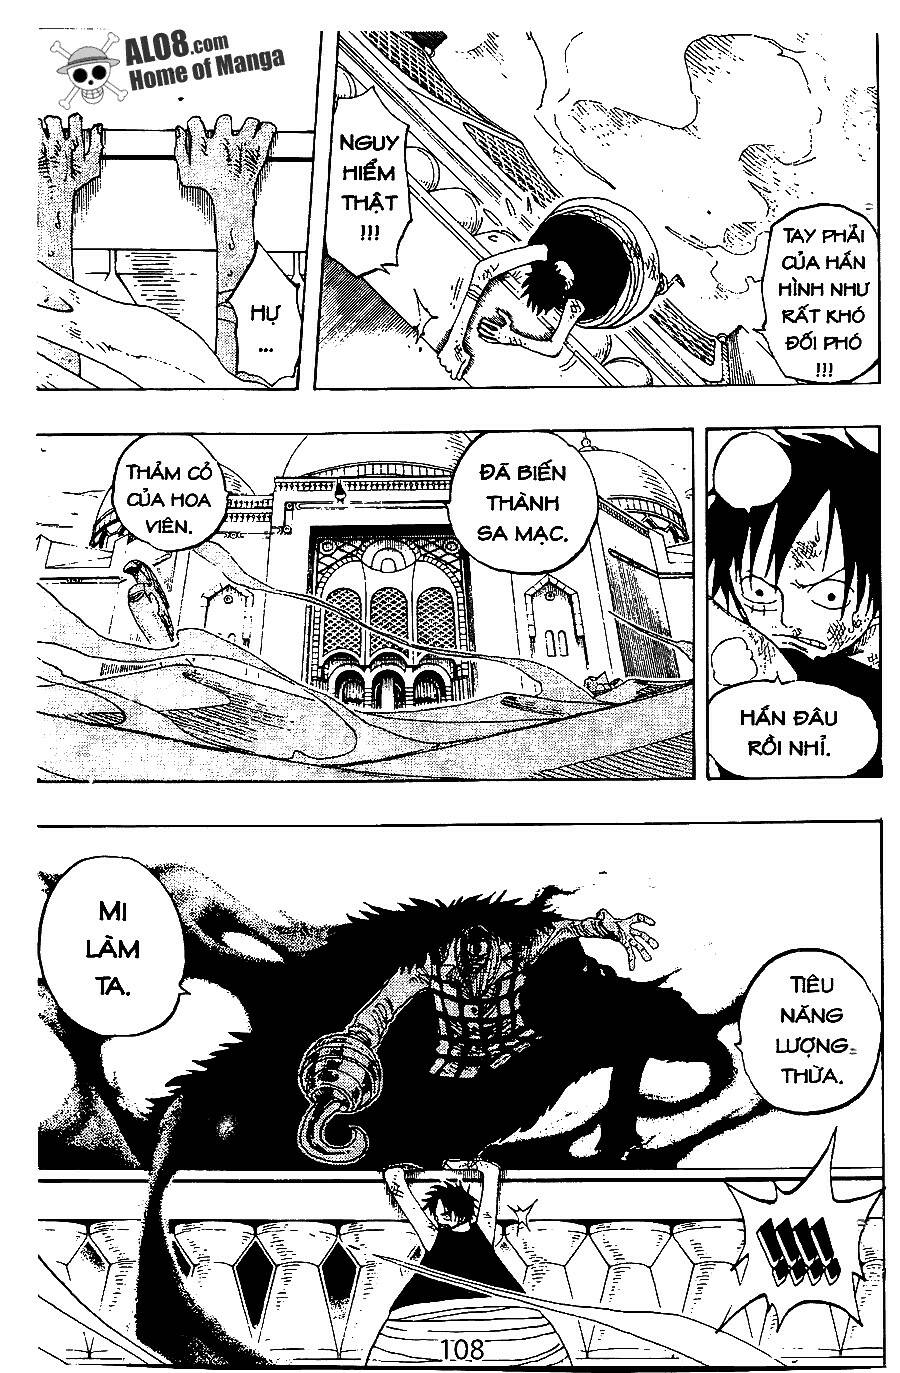 ALO8.com
Home of Manga
HỰ
...
NGUY
HIỂM
THẬT
!!!
TAY PHẢI
CỦA HẮN
HÌNH NHƯ
RẤT KHÓ
ĐỐI PHÓ
!!!
THẢM CỎ
CỦA HOA
VIÊN.
ĐÃ BIẾN
THÀNH
SA MẠC.
HẮN ĐÂU
RỒI NHỈ.
MI
LÀM
TA.
TIÊU
NĂNG
LƯỢNG
THỪA.
!!!!
108